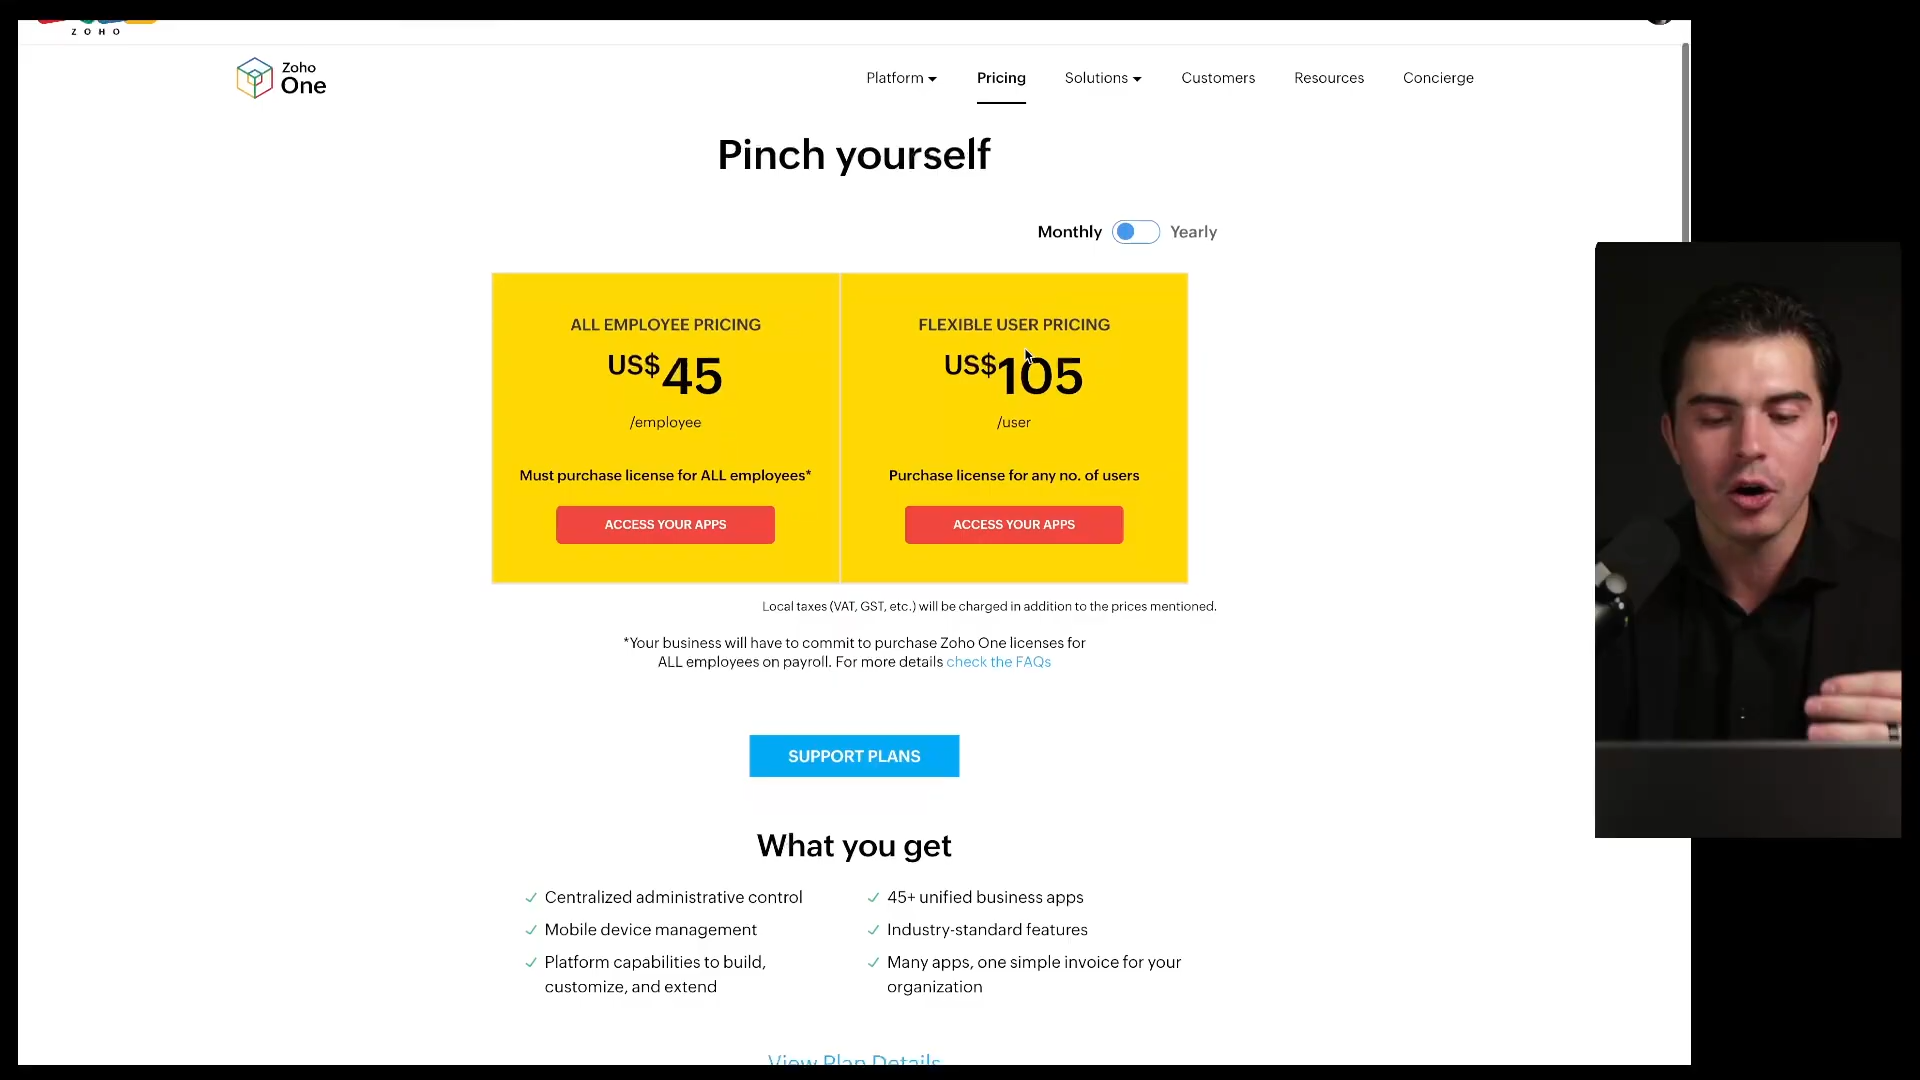 ZOHO
Zoho
One
Platform
Pricing
Solutions
Customers
Resources
Concierge
Pinch yourself
Monthly
Yearly
ALL EMPLOYEE PRICING
US$45
/employee
Must purchase license for ALL employees*
ACCESS YOUR APPS
FLEXIBLE USER PRICING
US$105
/user
Purchase license for any no. of users
ACCESS YOUR APPS
Local taxes (VAT, GST, etc.) will be charged in addition to the prices mentioned.
*Your business will have to commit to purchase Zoho One licenses for
ALL employees on payroll. For more details check the FAQs
SUPPORT PLANS
What you get
Centralized administrative control
Mobile device management
Platform capabilities to build,
customize, and extend
45+ unified business apps
Industry-standard features
Many apps, one simple invoice for your
organization
View Plan Details